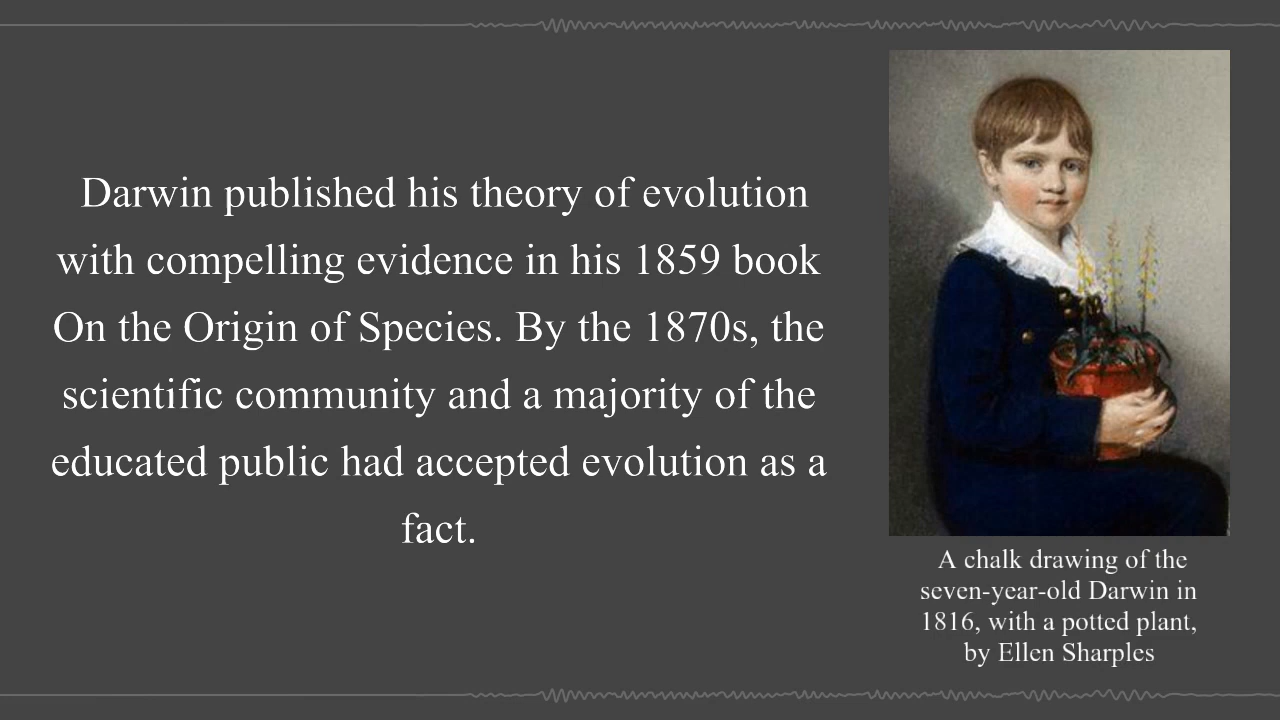 Darwin published his theory of evolution
with compelling evidence in his 1859 book
On the Origin of Species. By the 1870s, the
scientific community and a majority of the
educated public had accepted evolution as a
fact.
A chalk drawing of the
seven-year-old Darwin in
1816, with a potted plant,
by Ellen Sharples